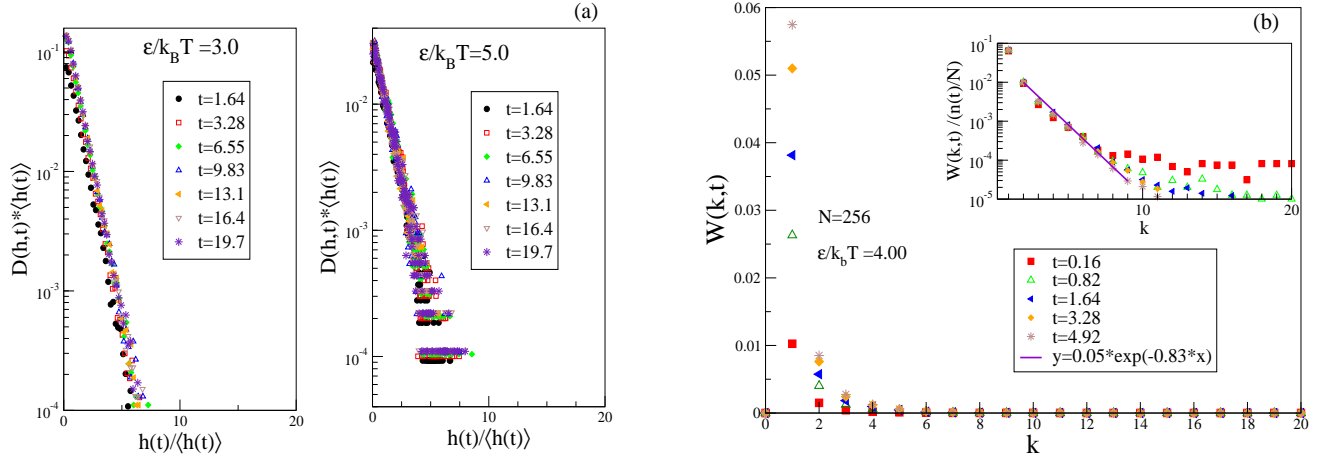 (a)
ε/k_BT =3.0
t=1.64
t=3.28
t=6.55
t=9.83
t=13.1
t=16.4
t=19.7
D(h,t)*⟨h(t)⟩
10^-1
10^-2
10^-3
10^-4
0
10
20
h(t)/⟨h(t)⟩
ε/k_BT=5.0
t=1.64
t=3.28
t=6.55
t=9.83
t=13.1
t=16.4
t=19.7
D(h,t)*⟨h(t)⟩
10^-2
10^-3
10^-4
0
10
20
h(t)/⟨h(t)⟩
(b)
W(k,t)
0.06
0.05
0.04
0.03
0.02
0.01
0
0 2 4 6 8 10 12 14 16 18 20
k
N=256
ε/k_bT=4.00
W(k,t) /(n(t)/N)
10^-1
10^-2
10^-3
10^-4
10^-5
10
20
k
t=0.16
t=0.82
t=1.64
t=3.28
t=4.92
y=0.05*exp(-0.83*x)